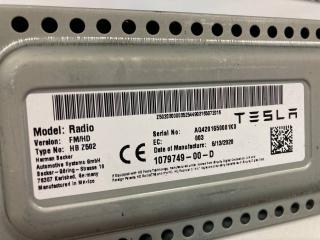 TESLA
Model: Radio
Version: FM/HD
Type No: HB Z502
Harman Becker
Automotive Systems GmbH
Becker-Göring-Strasse 16
76307 Karlsbad, Germany
Manufactured in Mexico
Serial No:
EC: 003
Date of Manufacture: 6/13/2020
1079749-00-D
CE